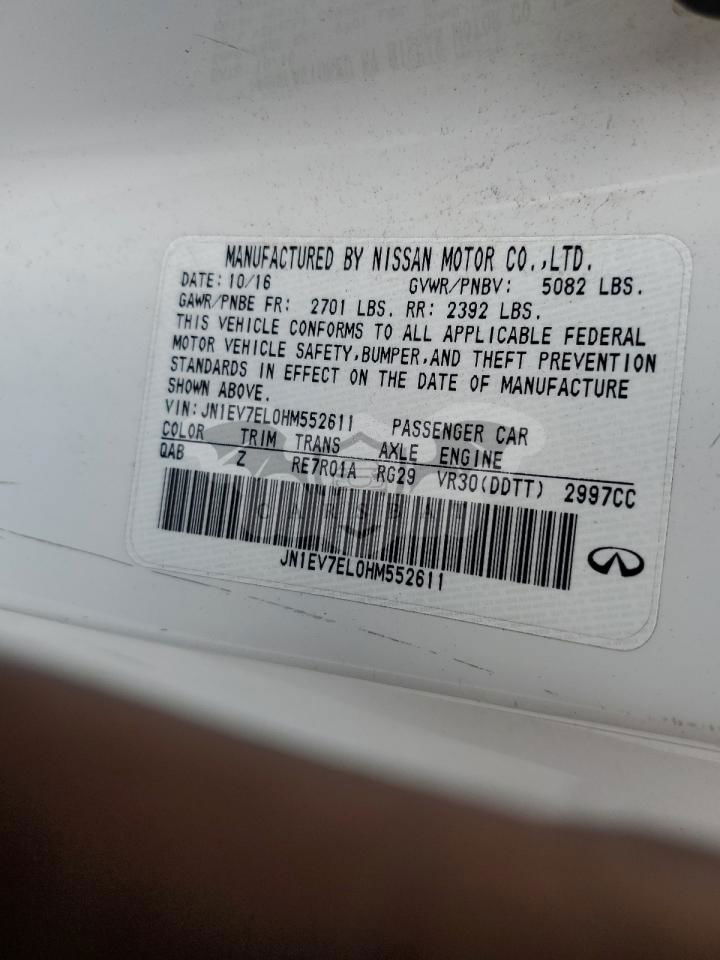 MANUFACTURED BY NISSAN MOTOR CO.,LTD.
DATE: 10/16 GVWR/PNBV: 5082 LBS.
GAWR/PNBE FR: 2701 LBS. RR: 2392 LBS.
THIS VEHICLE CONFORMS TO ALL APPLICABLE FEDERAL
MOTOR VEHICLE SAFETY,BUMPER,AND THEFT PREVENTION
STANDARDS IN EFFECT ON THE DATE OF MANUFACTURE
SHOWN ABOVE.
VIN:JN1EV7EL0HM552611 PASSENGER CAR
COLOR TRIM TRANS AXLE ENGINE
QAB Z RE7R01A RG29 VR30(DDTT) 2997CC
JN1EV7EL0HM552611